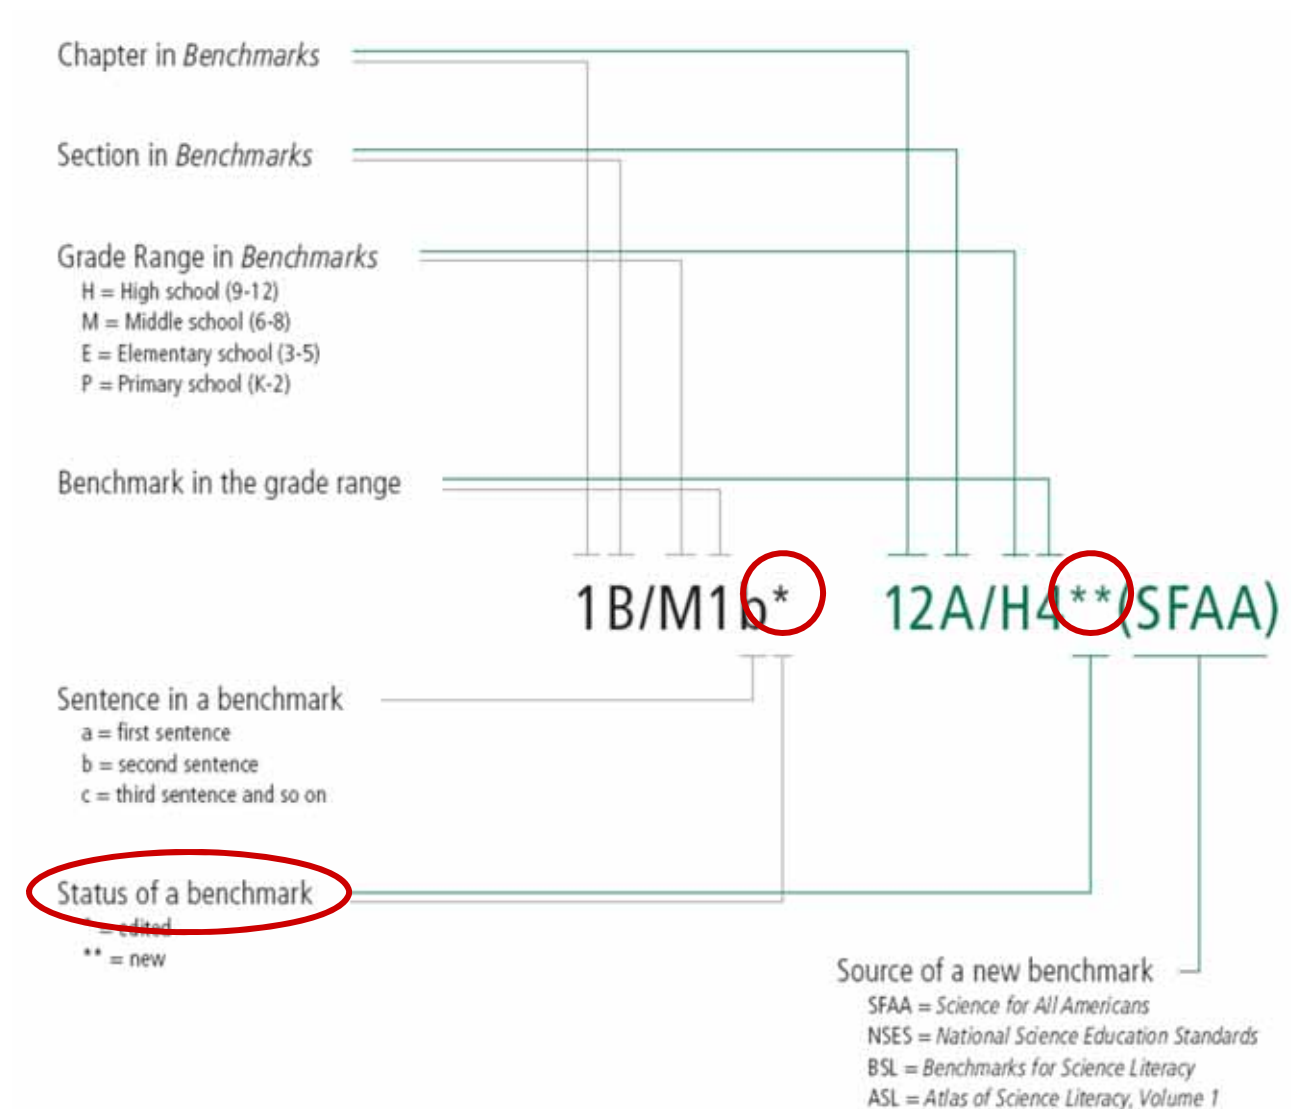 Chapter in Benchmarks
Section in Benchmarks
Grade Range in Benchmarks
H = High school (9-12)
M = Middle school (6-8)
E = Elementary school (3-5)
P = Primary school (K-2)
Benchmark in the grade range
1B/M1b* 12A/H4**(SFAA)
Sentence in a benchmark
a = first sentence
b = second sentence
c = third sentence and so on
Status of a benchmark
* = edited
** = new
Source of a new benchmark
SFAA = Science for All Americans
NSES = National Science Education Standards
BSL = Benchmarks for Science Literacy
ASL = Atlas of Science Literacy, Volume 1